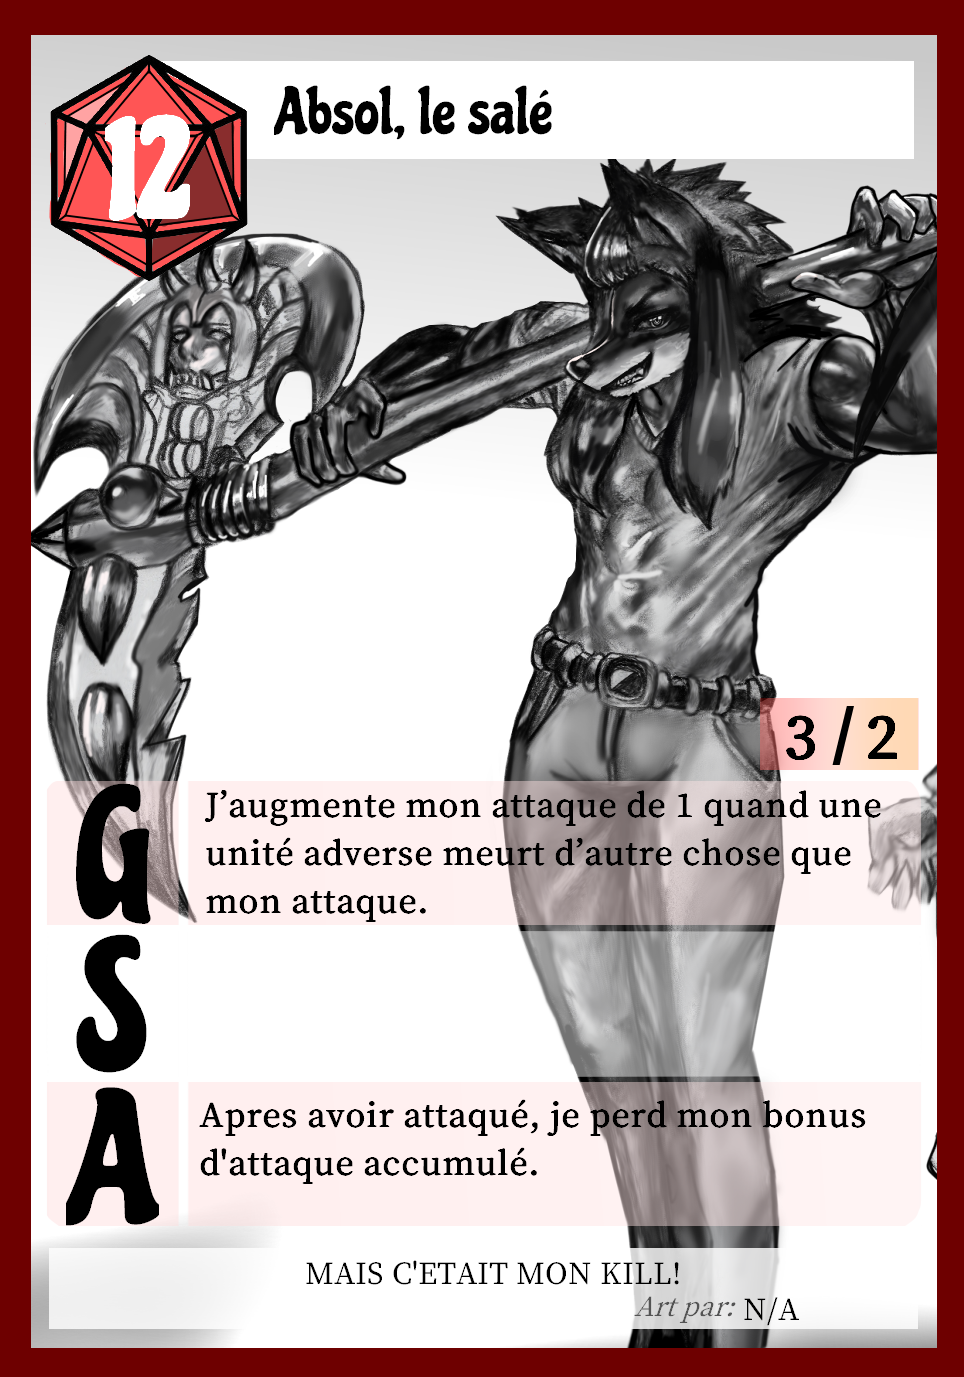 12
Absol, le salé
3 / 2
G
J’augmente mon attaque de 1 quand une
unité adverse meurt d’autre chose que
mon attaque.
S
A
Apres avoir attaqué, je perd mon bonus
d'attaque accumulé.
MAIS C'ETAIT MON KILL!
Art par: N/A